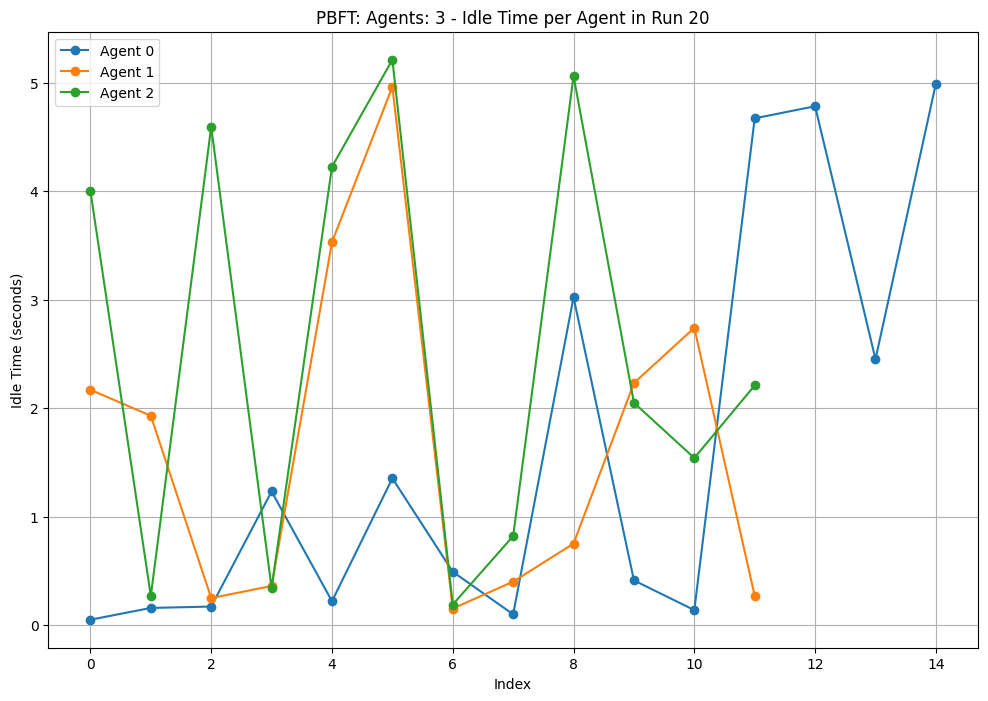 PBFT: Agents: 3 - Idle Time per Agent in Run 20
Agent 0
Agent 1
Agent 2
Idle Time (seconds)
5
4
3
2
1
0
0 2 4 6 8 10 12 14
Index